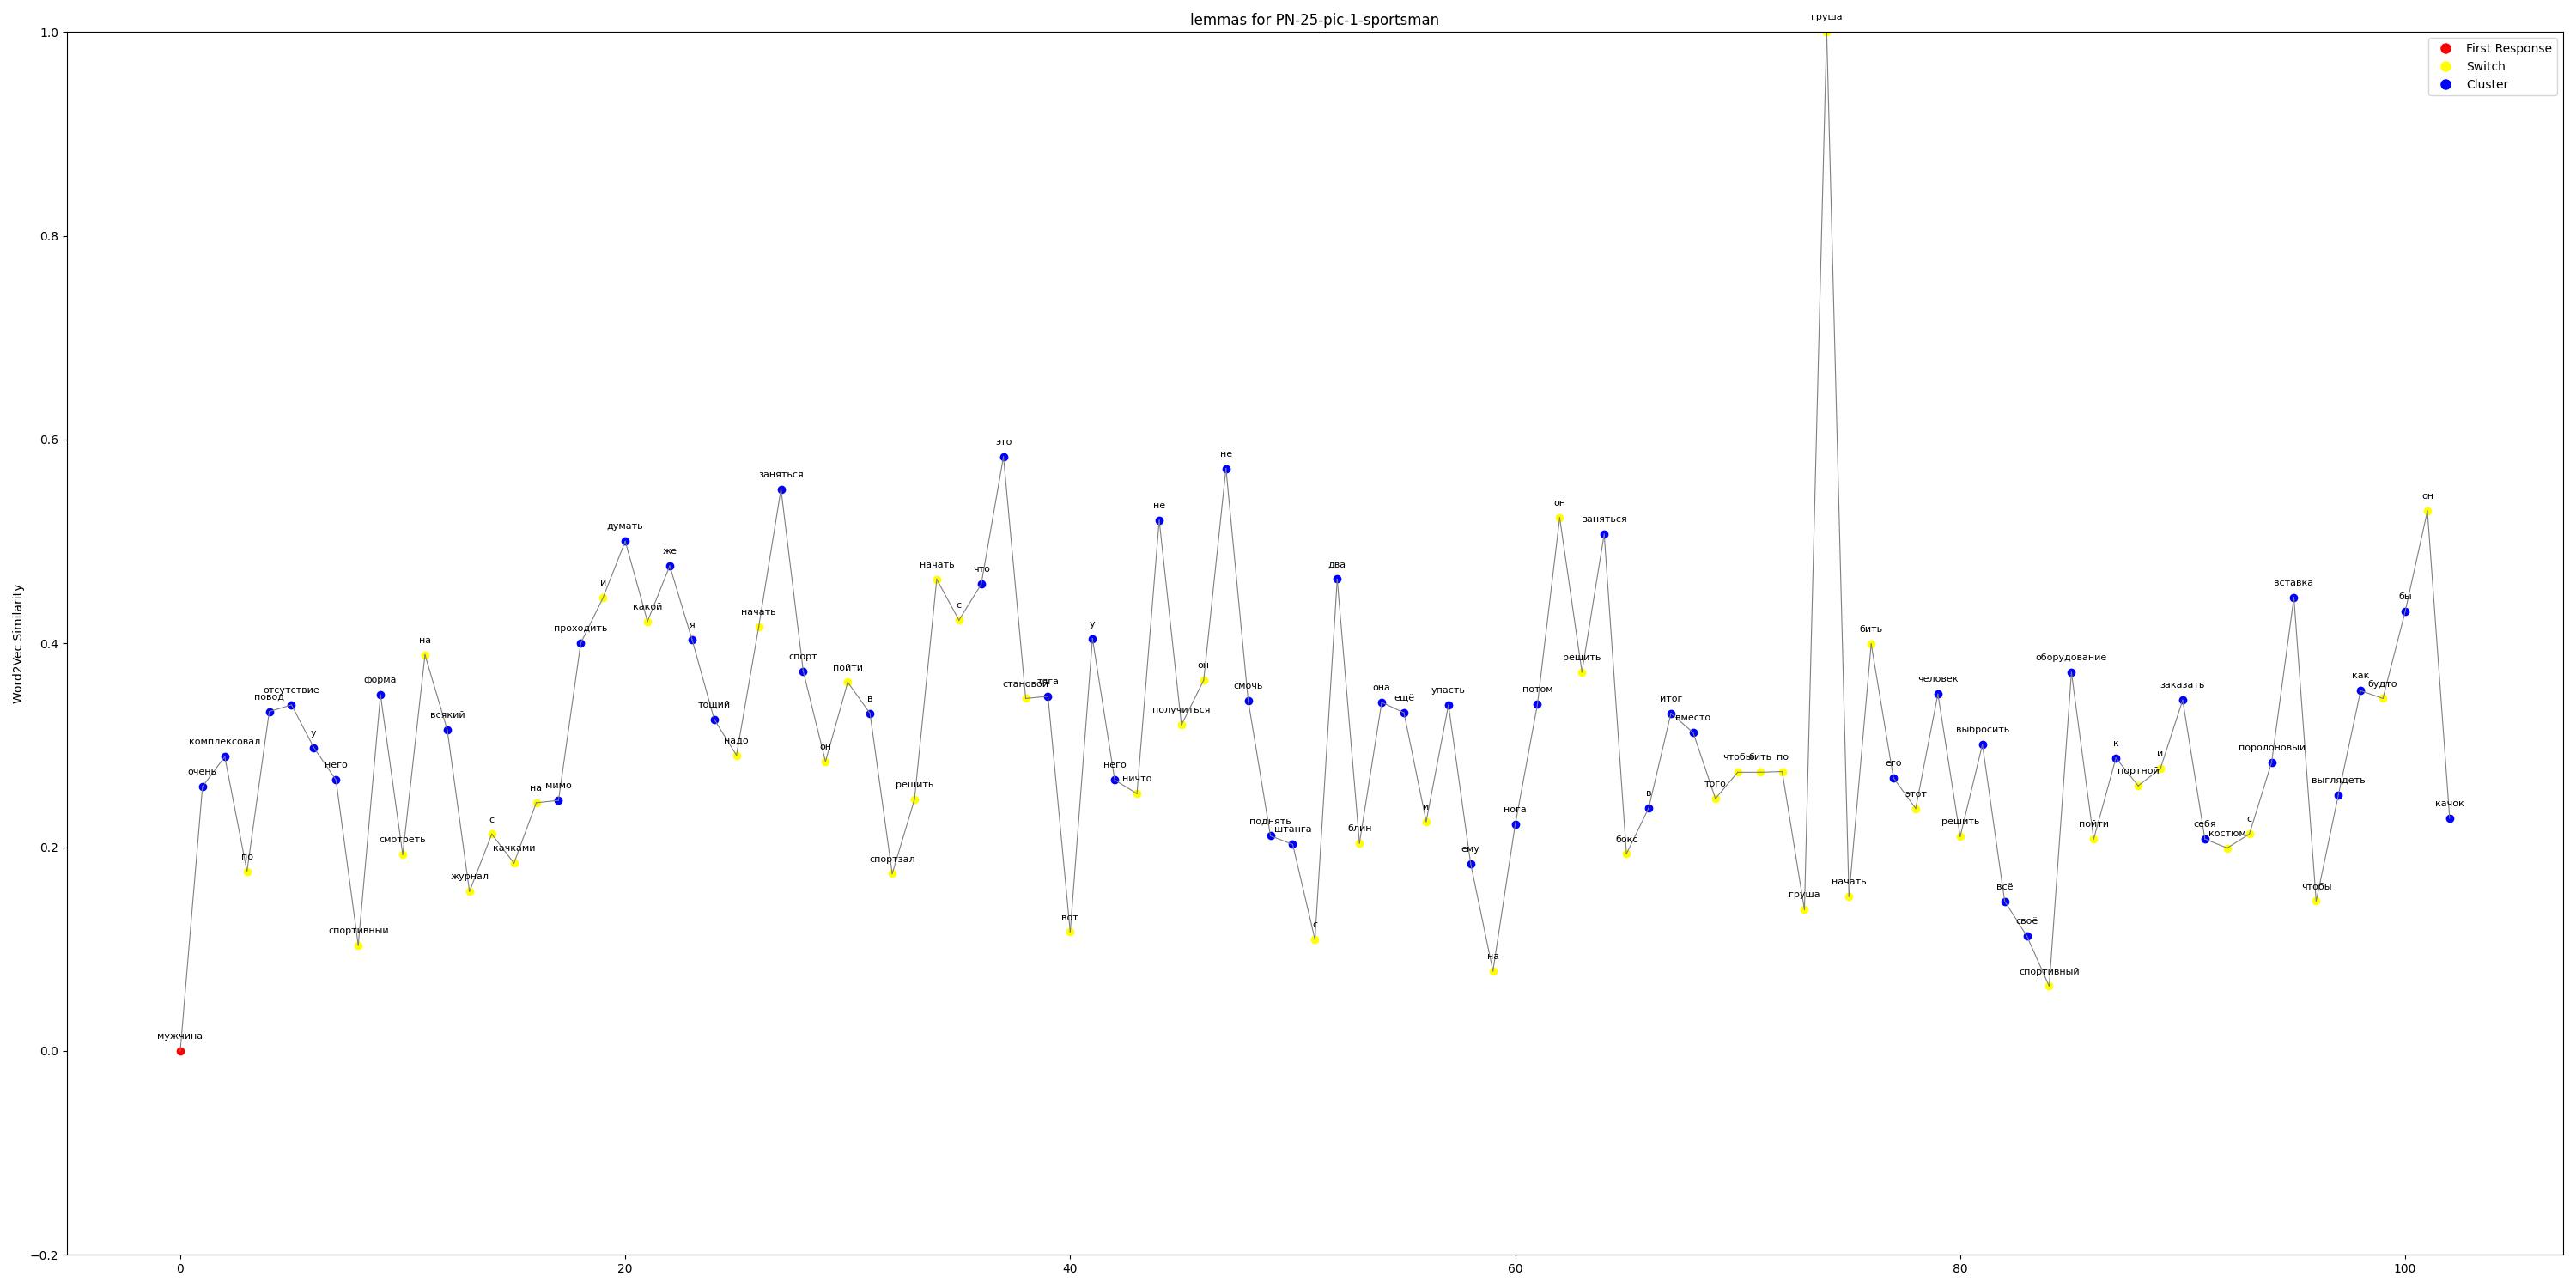 lemmas for PN-25-pic-1-sportsman
груша
1.0
First Response
Switch
Cluster
0.8
0.6
0.4
0.2
0.0
−0.2
Word2Vec Similarity
мужчина
очень
комплексовал
по
повод
отсутствие
у
него
спортивный
форма
смотреть
на
всякий
журнал
с
качками
на
мимо
проходить
и
думать
какой
же
я
тощий
надо
начать
заняться
спорт
он
пойти
в
спортзал
решить
начать
с
что
это
становой
тяга
вот
у
него
ничто
не
получиться
он
не
смочь
поднять
штанга
с
два
блин
она
ещё
и
упасть
ему
на
нога
потом
он
решить
заняться
бокс
в
итог
вместо
того
чтобы
бить
по
груша
начать
бить
его
этот
человек
решить
выбросить
всё
своё
спортивный
оборудование
пойти
к
портной
и
заказать
себя
костюм
с
поролоновый
вставка
чтобы
выглядеть
как
будто
бы
он
качок
0
20
40
60
80
100